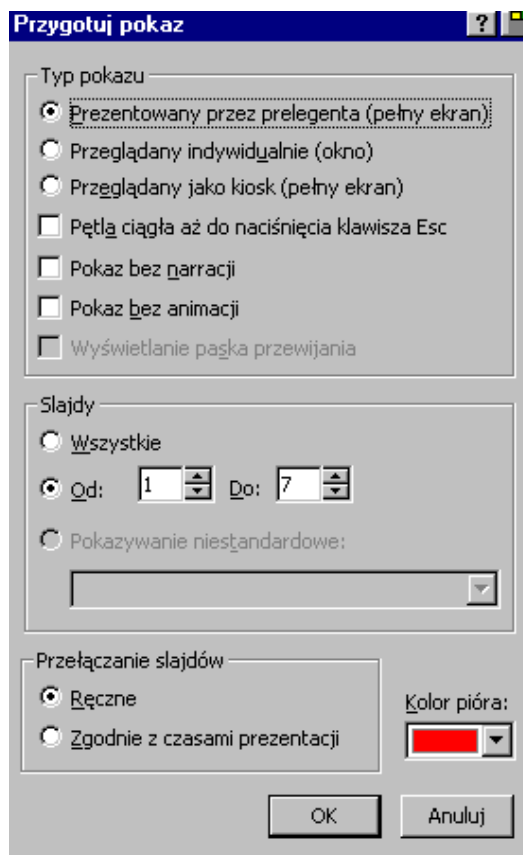 Przygotuj pokaz ?
Typ pokazu
Prezentowany przez prelegenta (pełny ekran)
Przeglądany indywidualnie (okno)
Przeglądany jako kiosk (pełny ekran)
Pętla ciągła aż do naciśnięcia klawisza Esc
Pokaz bez narracji
Pokaz bez animacji
Wyświetlanie paska przewijania
Slajdy
Wszystkie
Od: 1 Do: 7
Pokazywanie niestandardowe:
Przełączanie slajdów
Ręczne
Kolor pióra:
Zgodnie z czasami prezentacji
OK Anuluj